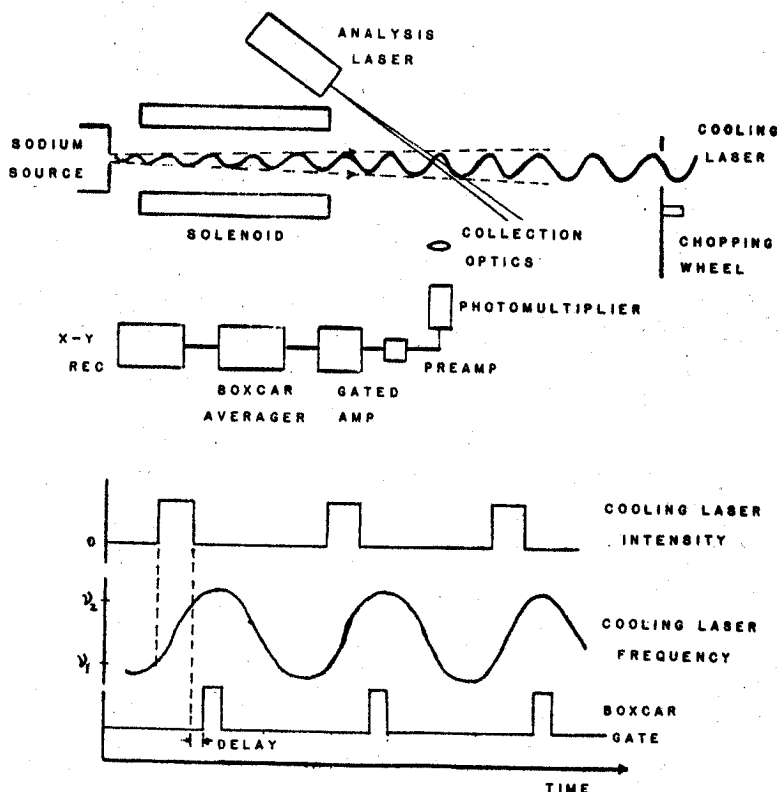 ANALYSIS
LASER
SODIUM
SOURCE
COOLING
LASER
SOLENOID
COLLECTION
OPTICS
CHOPPING
WHEEL
PHOTOMULTIPLIER
X-Y
REC
PREAMP
BOXCAR
AVERAGER
GATED
AMP
COOLING LASER
INTENSITY
0
ν₂
COOLING LASER
FREQUENCY
ν₁
BOXCAR
GATE
DELAY
TIME